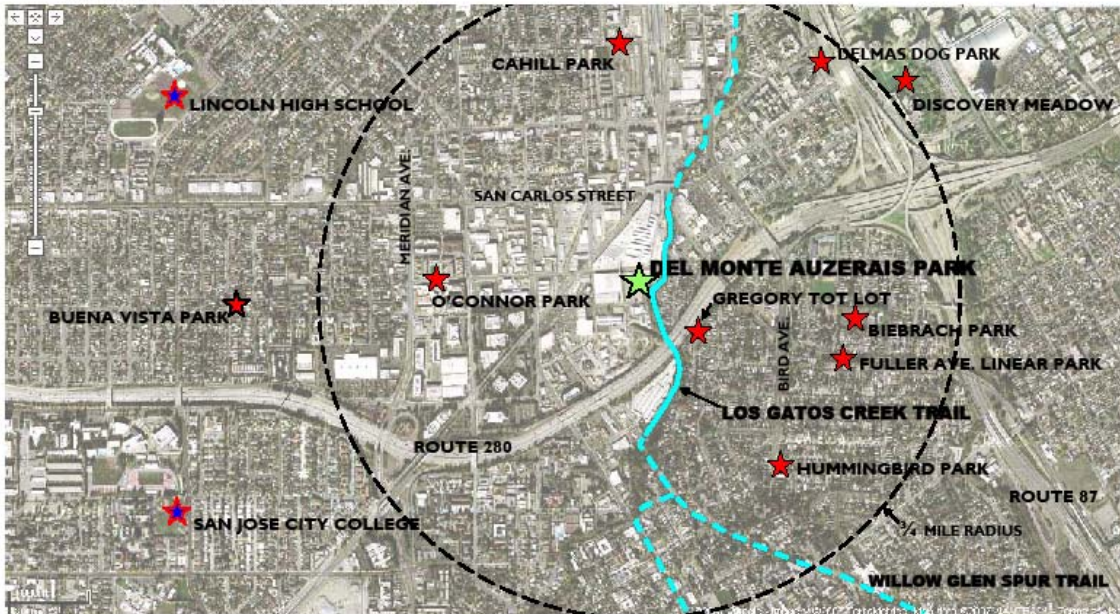 CAHILL PARK
DELMAS DOG PARK
DISCOVERY MEADOW
LINCOLN HIGH SCHOOL
MERIDIAN AVE.
SAN CARLOS STREET
DEL MONTE AUZERAIS PARK
O'CONNOR PARK
GREGORY TOT LOT
BUENA VISTA PARK
BIEBRACH PARK
BIRD AVE.
FULLER AVE. LINEAR PARK
LOS GATOS CREEK TRAIL
ROUTE 280
HUMMINGBIRD PARK
ROUTE 87
SAN JOSE CITY COLLEGE
¾ MILE RADIUS
WILLOW GLEN SPUR TRAIL